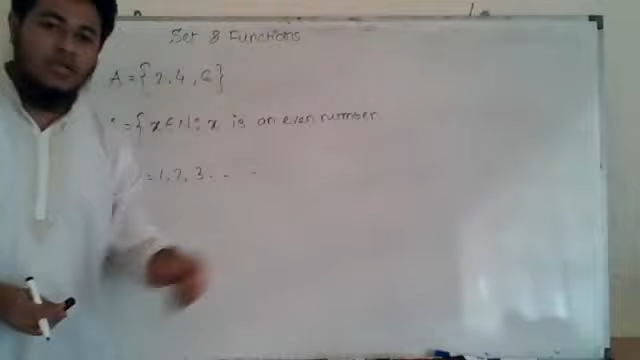 Set & Functions
A = { 2, 4, 6 }
= { x ∈ N : x is an even number
= 1, 2, 3 . . .